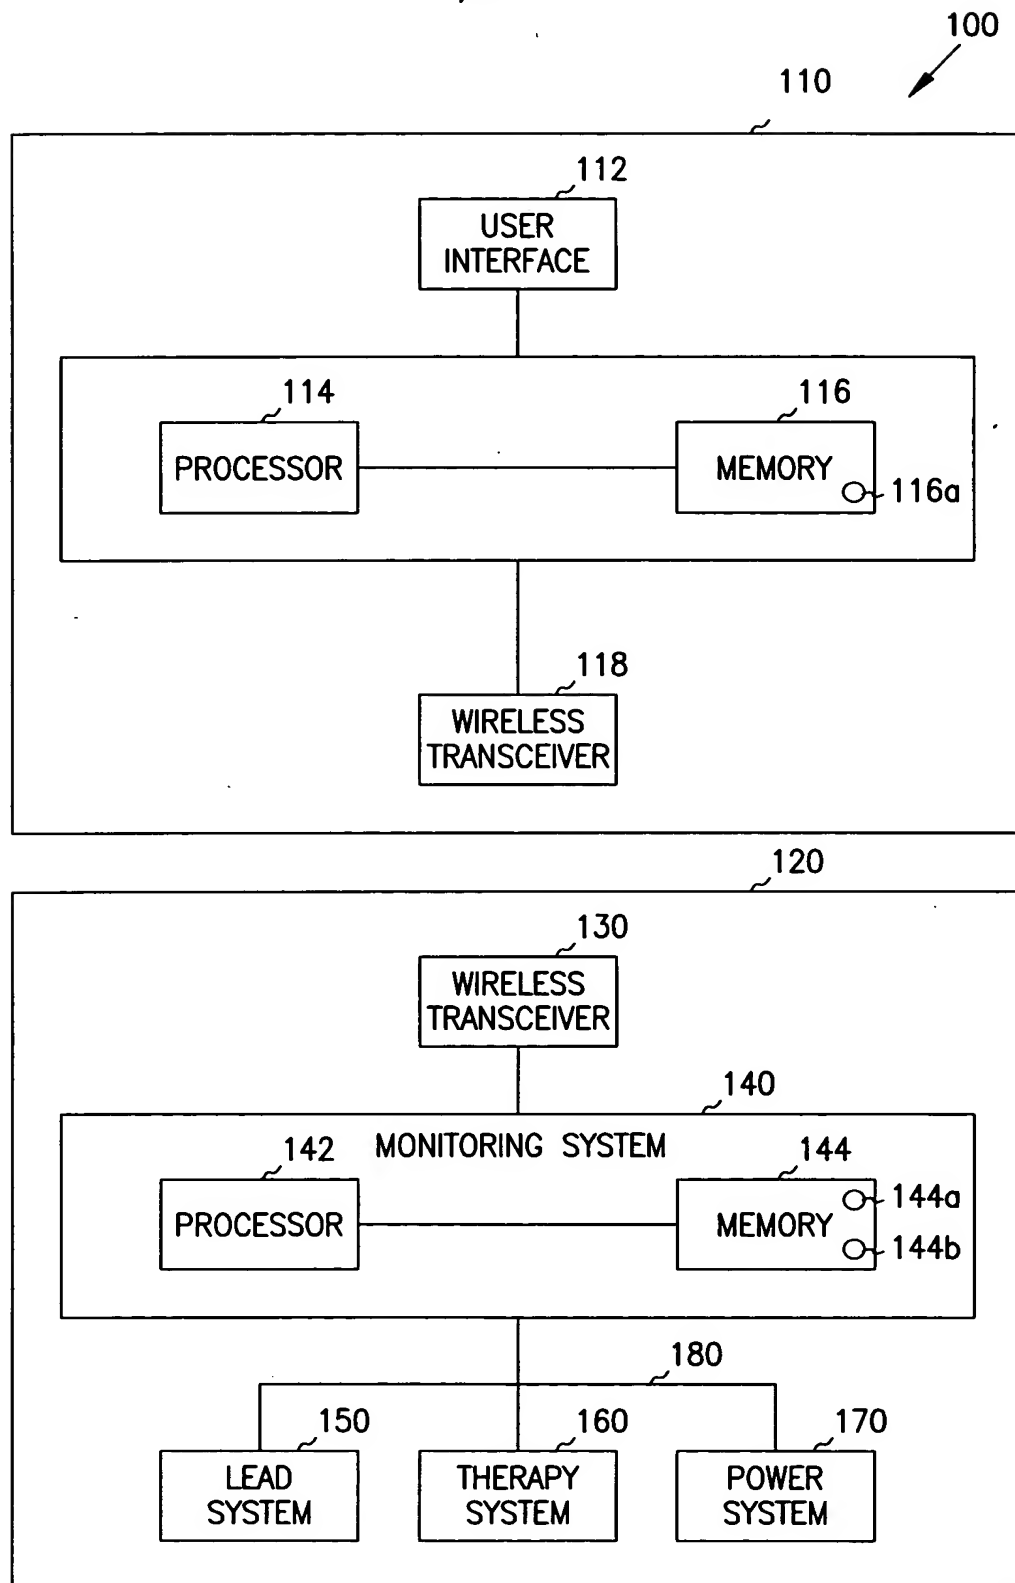 100
110
112
USER
INTERFACE
114
116
PROCESSOR
MEMORY
116a
118
WIRELESS
TRANSCEIVER
120
130
WIRELESS
TRANSCEIVER
140
MONITORING SYSTEM
142
144
PROCESSOR
MEMORY
144a
144b
180
150
160
170
LEAD
SYSTEM
THERAPY
SYSTEM
POWER
SYSTEM